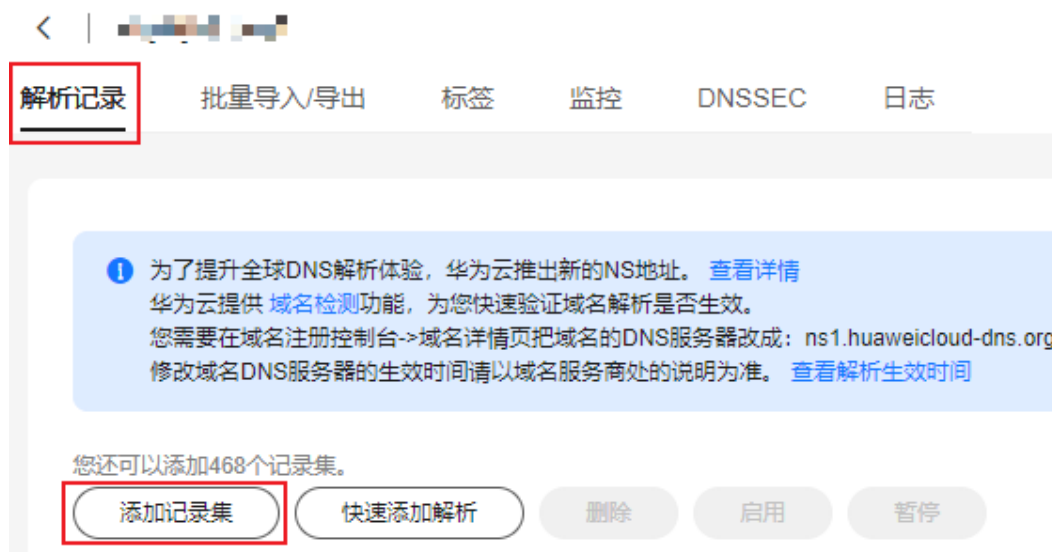 解析记录 批量导入/导出 标签 监控 DNSSEC 日志
为了提升全球DNS解析体验，华为云推出新的NS地址。 查看详情
华为云提供 域名检测功能，为您快速验证域名解析是否生效。
您需要在域名注册控制台->域名详情页把域名的DNS服务器改成：ns1.huaweicloud-dns.org
修改域名DNS服务器的生效时间请以域名服务商处的说明为准。 查看解析生效时间
您还可以添加468个记录集。
添加记录集 快速添加解析 删除 启用 暂停